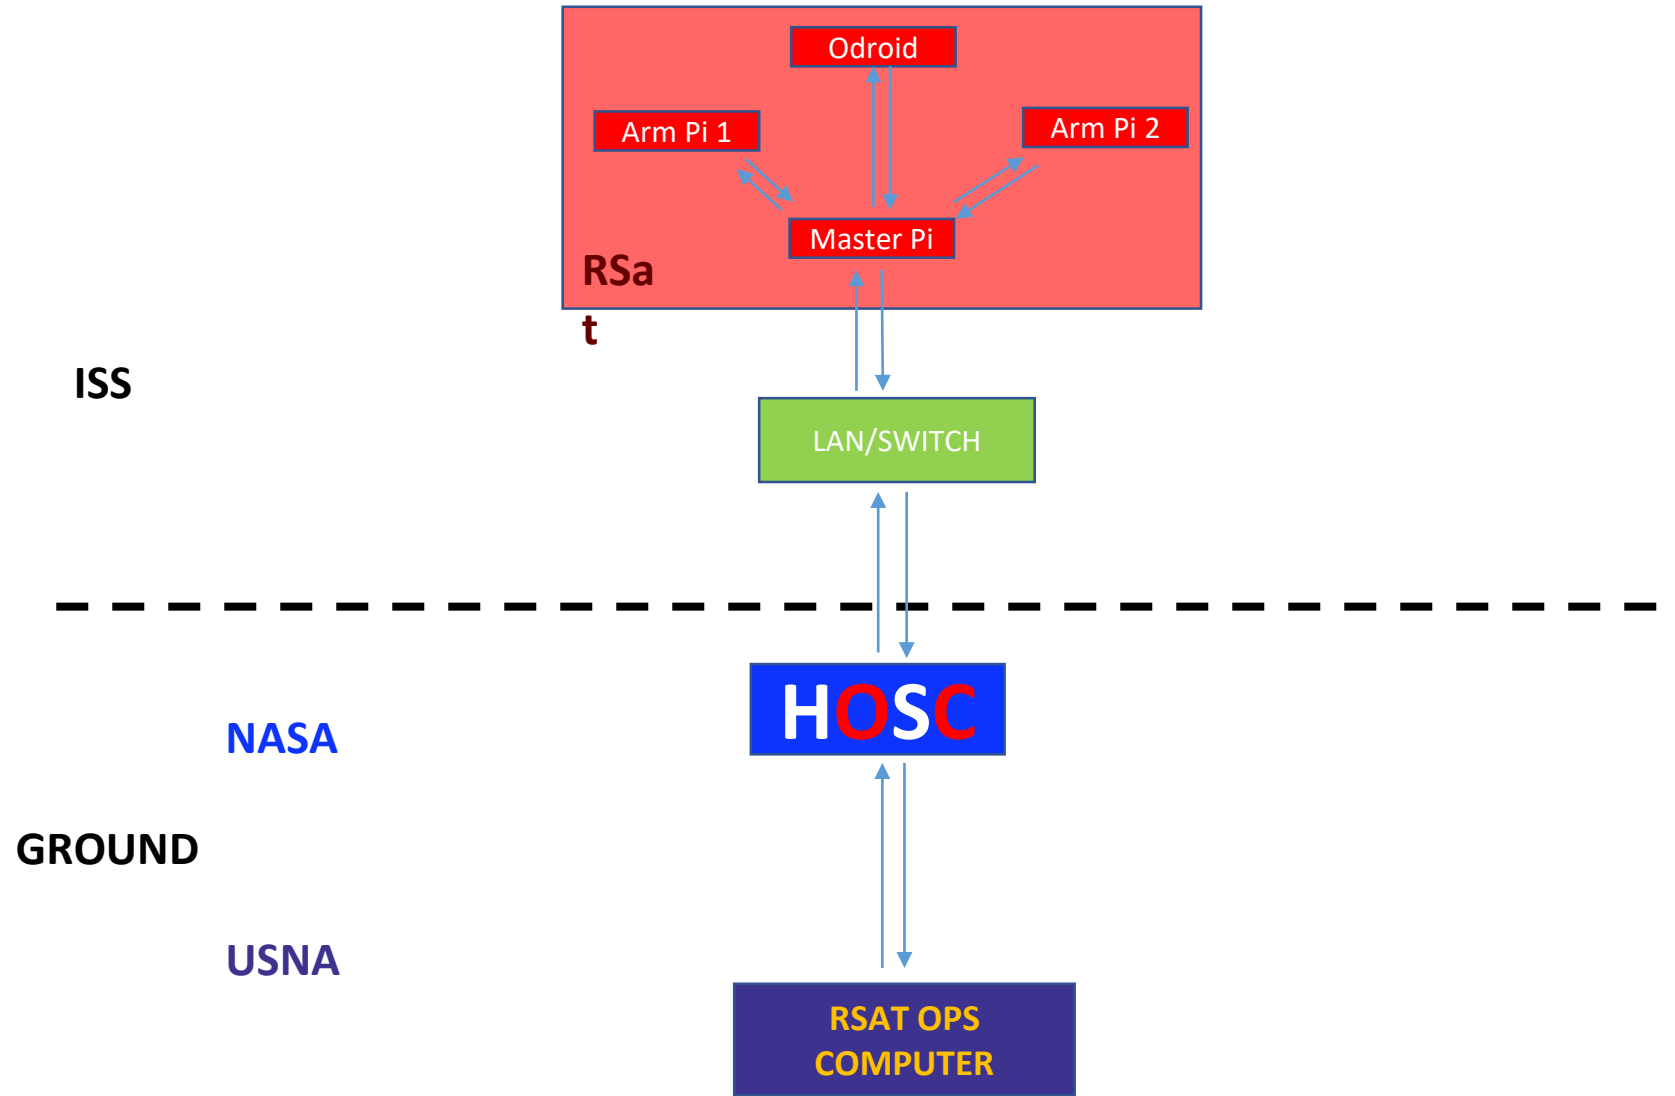 Odroid
Arm Pi 1
Arm Pi 2
Master Pi
RSa
t
ISS
LAN/SWITCH
HOSC
NASA
GROUND
USNA
RSAT OPS
COMPUTER